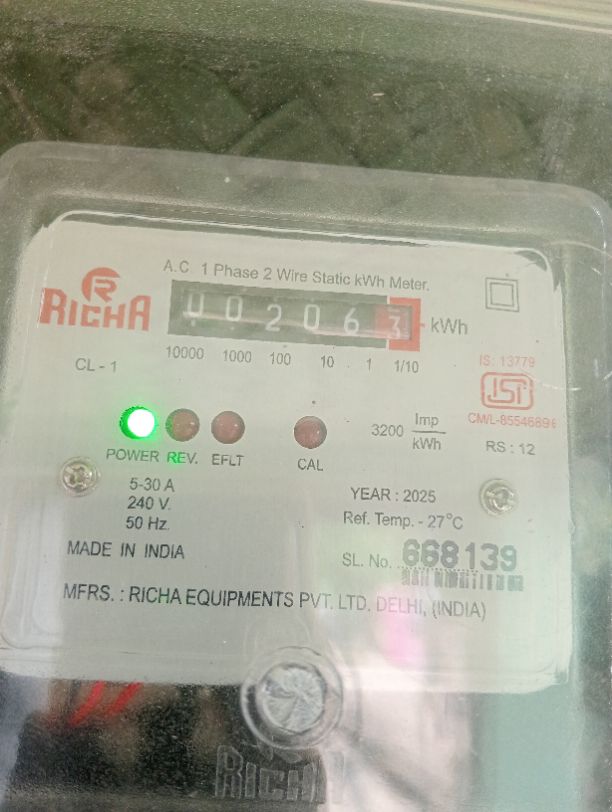 A.C. 1 Phase 2 Wire Static kWh Meter.
R
RICHA
0 0 2 0 6 3 kWh
10000 1000 100 10 1 1/10
CL - 1
IS: 13779
ISI
3200 Imp
kWh
RS : 12
POWER REV. EFLT CAL
5-30 A
240 V.
50 Hz.
YEAR : 2025
Ref. Temp. - 27°C
MADE IN INDIA
SL. No. 668139
MFRS. : RICHA EQUIPMENTS PVT. LTD. DELHI, (INDIA)
RICHA